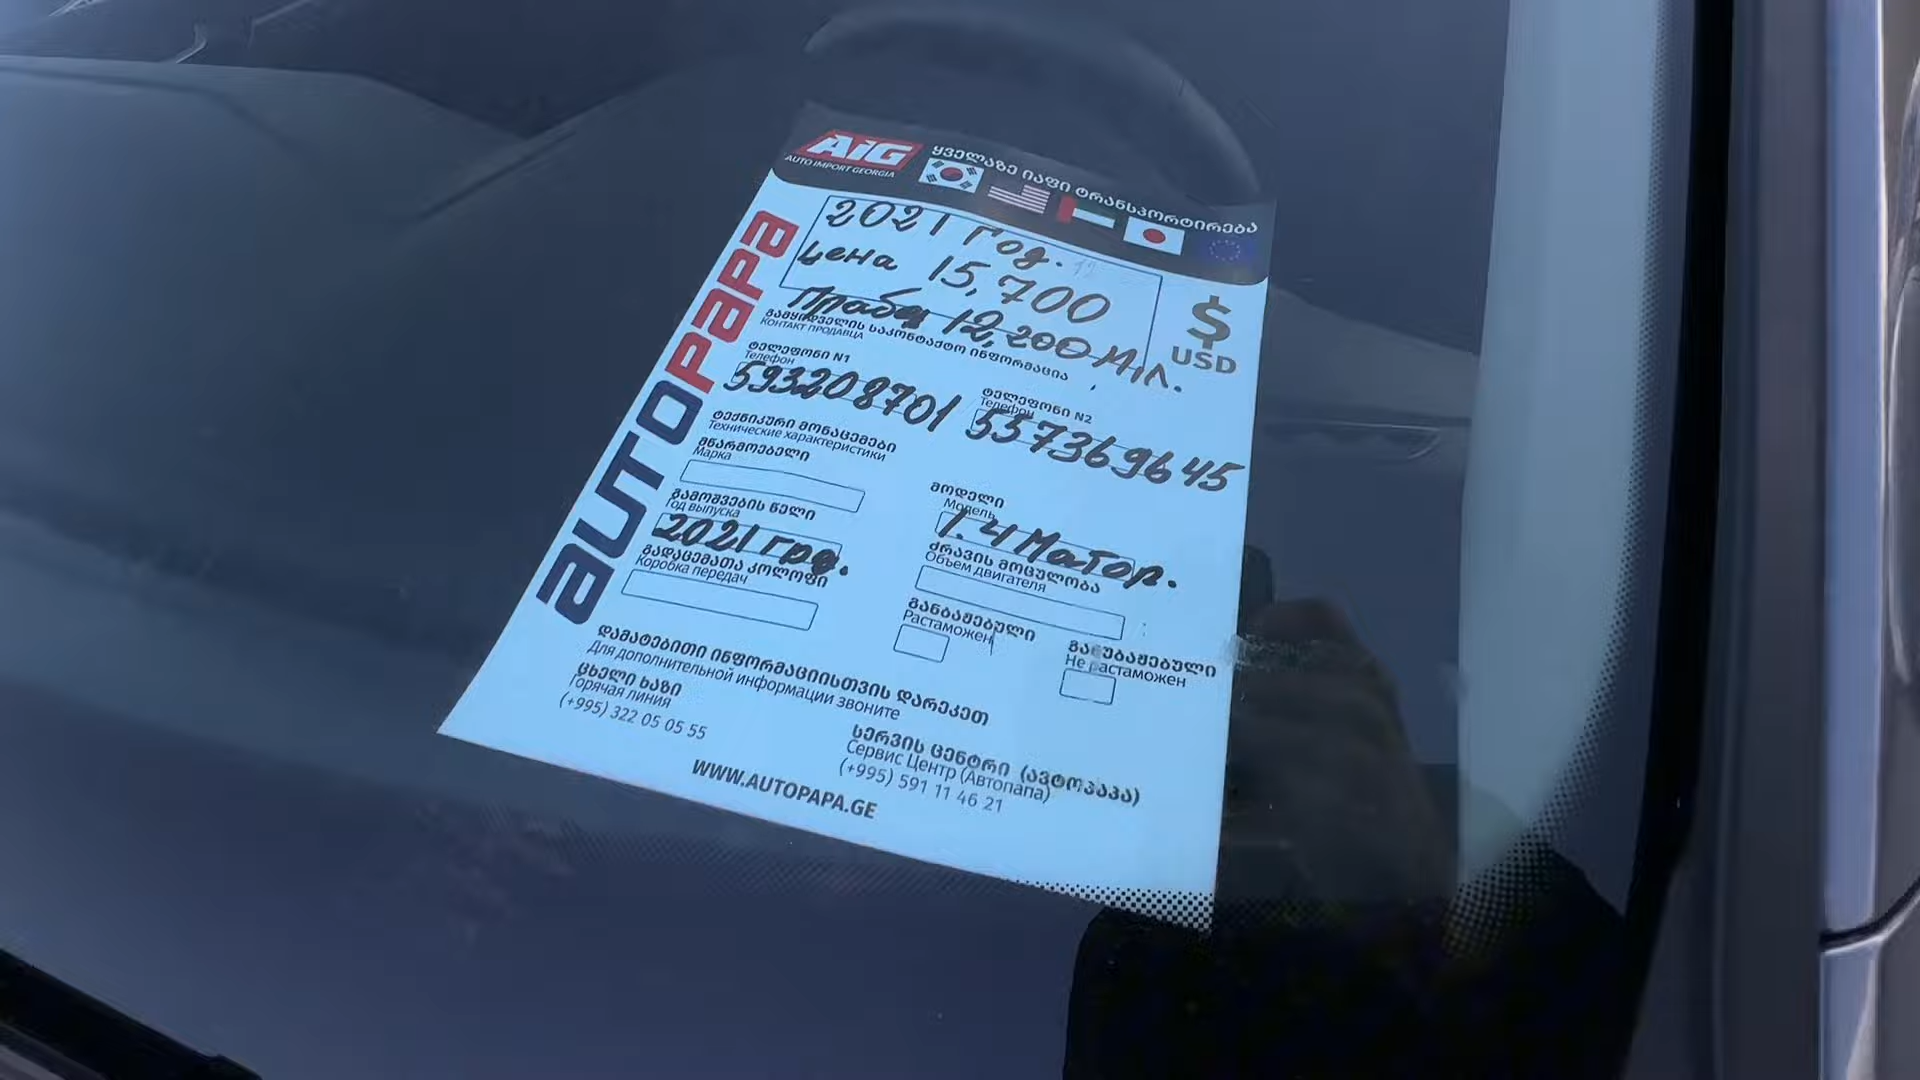 AiG
AUTO IMPORT GEORGIA
ყველაზე იაფი ტრანსპორტირება
AUTOPAPA
2021 год.
Цена 15,700
Прабег 12,200 М,л.
$
USD
გამყიდველის საკონტაქტო ინფორმაცია
КОНТАКТ ПРОДАВЦА
ტელეფონი N1
Телефон
593208701
ტელეფონი N2
Телефон
557369645
ტექნიკური მონაცემები
Технические характеристики
მწარმოებელი
Марка
მოდელი
Модель
1.4 Матор.
გამოშვების წელი
Год выпуска
2021 год.
ძრავის მოცულობა
Объем двигателя
გადაცემათა კოლოფი
Коробка передач
განბაჟებული
Растаможен
განუბაჟებული
Не растаможен
დამატებითი ინფორმაციისთვის დარეკეთ
Для дополнительной информации звоните
ცხელი ხაზი
Горячая линия
(+995) 322 05 05 55
სერვის ცენტრი (ავტოპაპა)
Сервис Центр (Автопапа)
(+995) 591 11 46 21
WWW.AUTOPAPA.GE